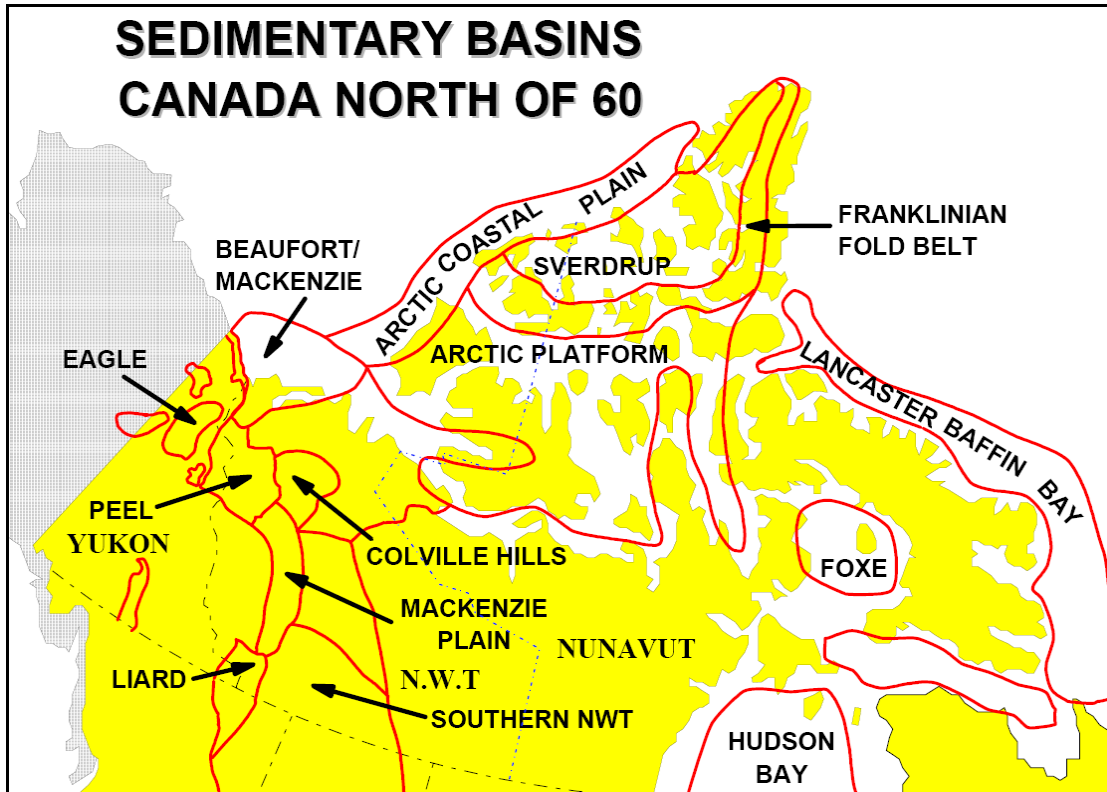 SEDIMENTARY BASINS
CANADA NORTH OF 60
ARCTIC COASTAL PLAIN
FRANKLINIAN
FOLD BELT
BEAUFORT/
MACKENZIE
SVERDRUP
EAGLE
ARCTIC PLATFORM
LANCASTER BAFFIN BAY
PEEL
YUKON
COLVILLE HILLS
FOXE
MACKENZIE
PLAIN
NUNAVUT
LIARD
N.W.T
SOUTHERN NWT
HUDSON
BAY